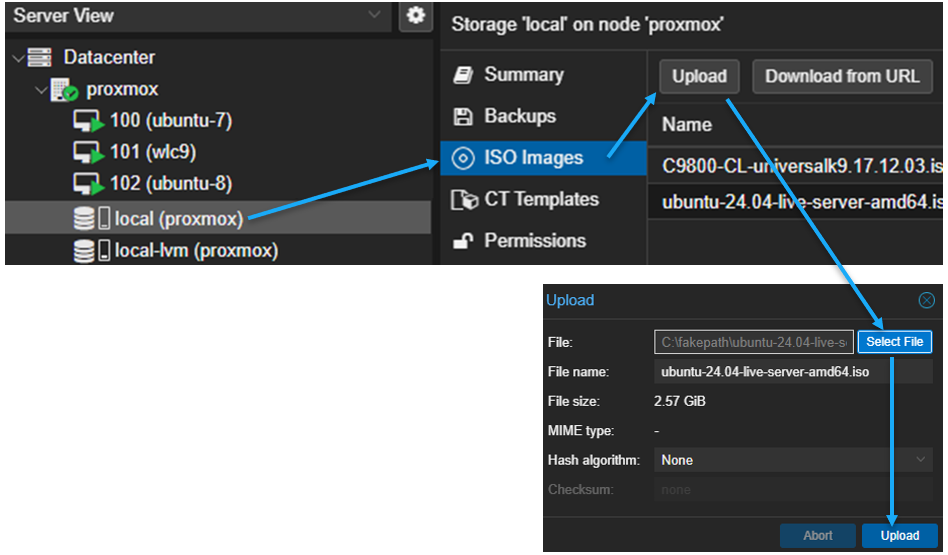 Server View
Datacenter
proxmox
100 (ubuntu-7)
101 (wlc9)
102 (ubuntu-8)
local (proxmox)
local-lvm (proxmox)
Storage 'local' on node 'proxmox'
Summary
Backups
ISO Images
CT Templates
Permissions
Upload Download from URL
Name
C9800-CL-universalk9.17.12.03.is
ubuntu-24.04-live-server-amd64.is
Upload
File: C:\fakepath\ubuntu-24.04-live-s Select File
File name: ubuntu-24.04-live-server-amd64.iso
File size: 2.57 GiB
MIME type: -
Hash algorithm: None
Checksum: none
Abort Upload